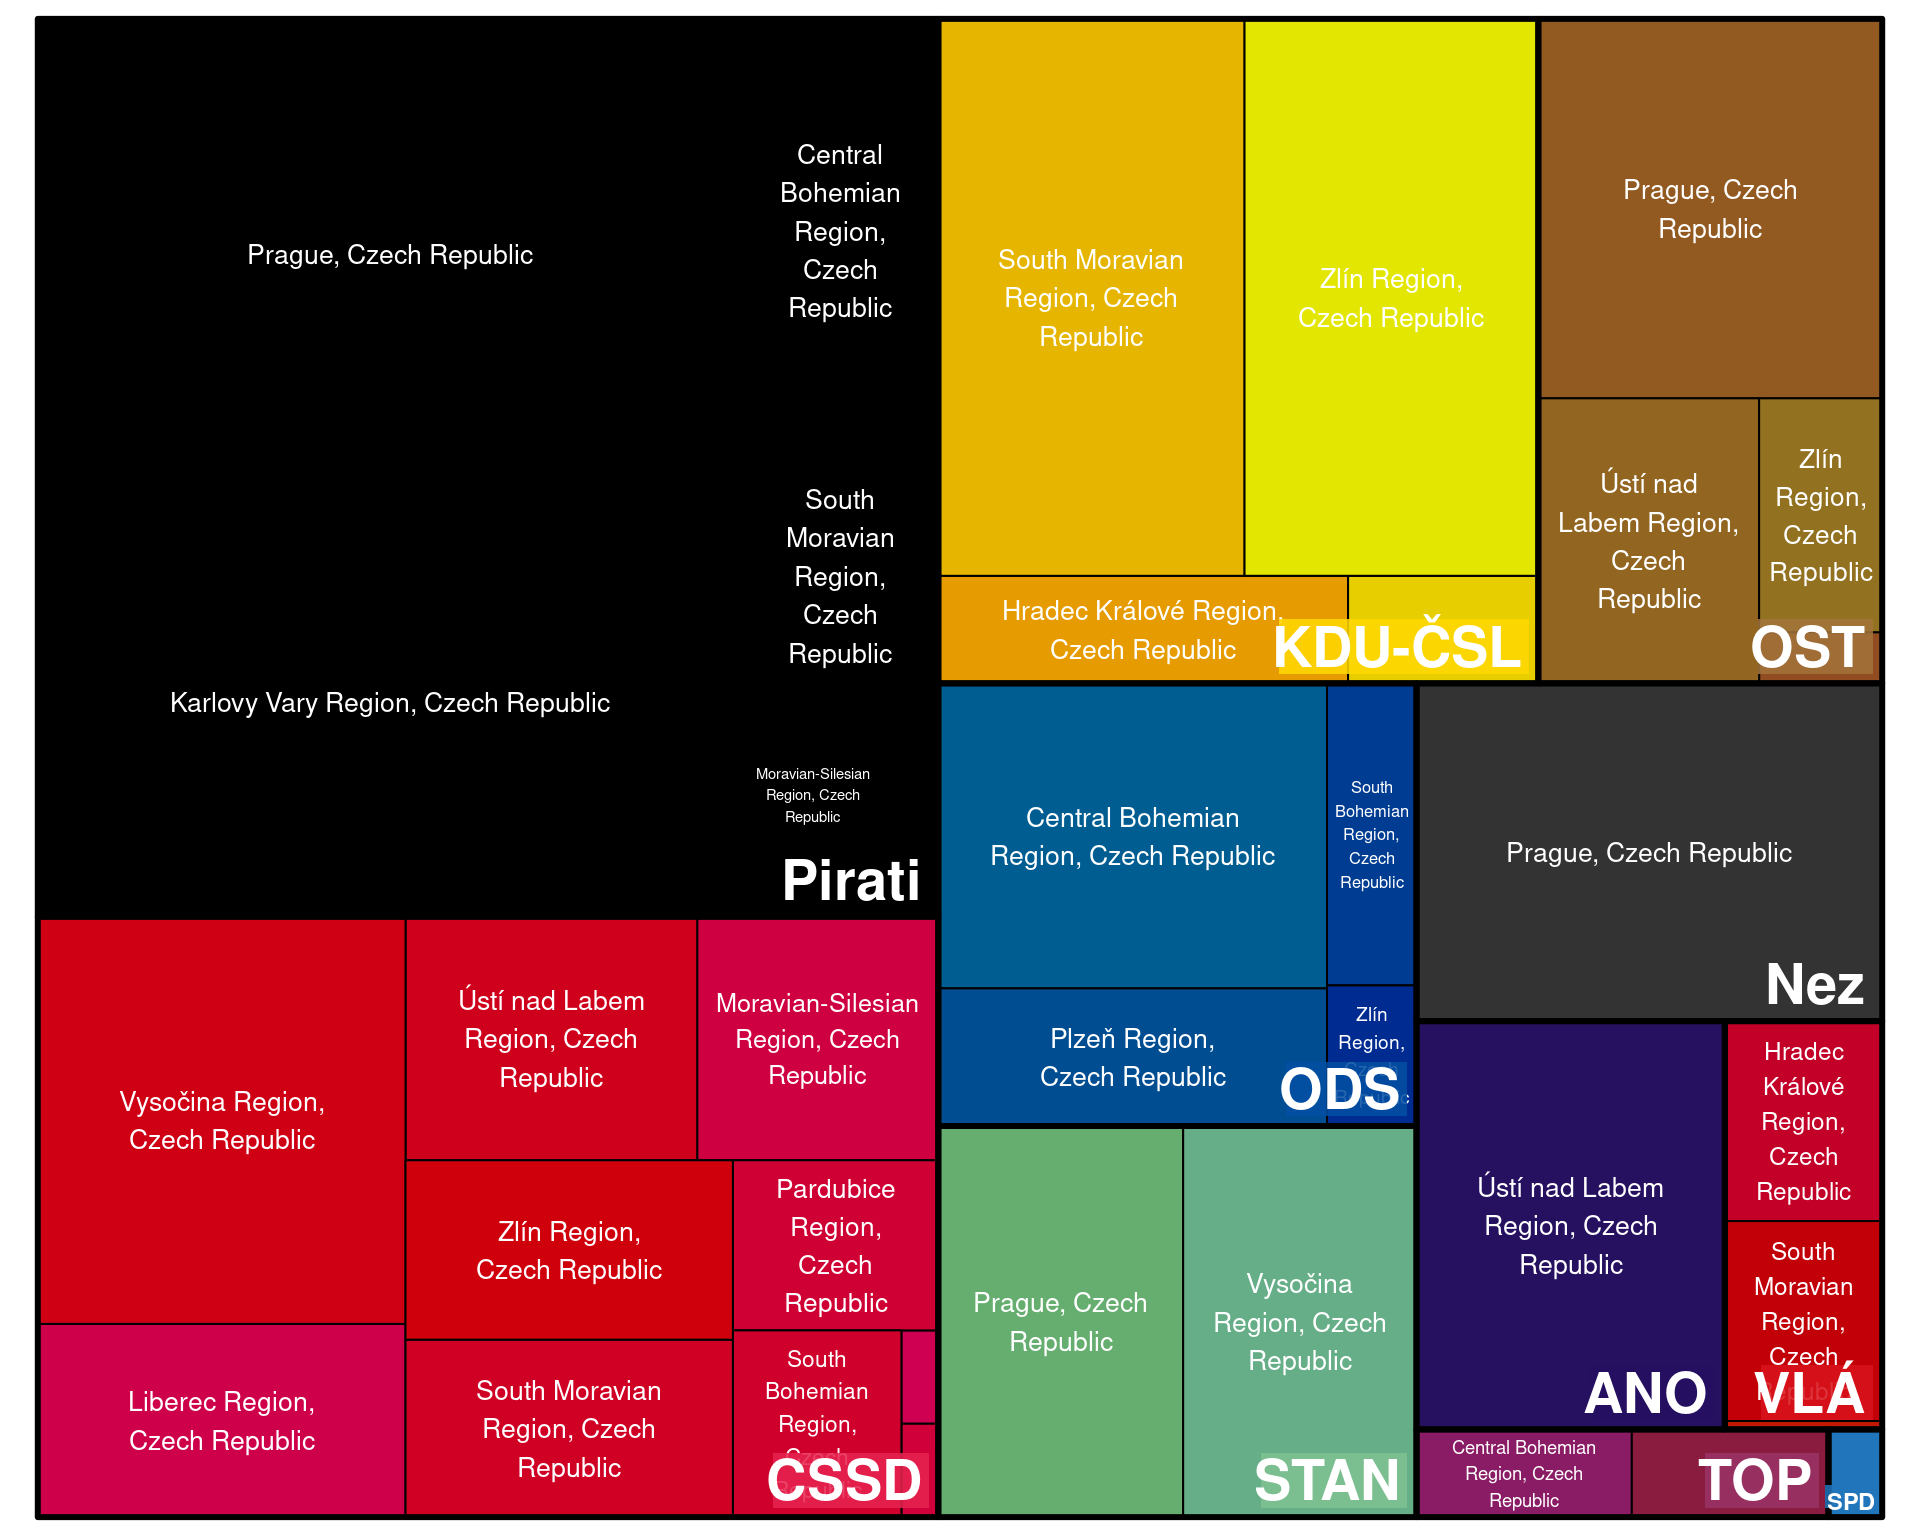 Prague, Czech Republic
Central
Bohemian
Region,
Czech
Republic
Karlovy Vary Region, Czech Republic
South
Moravian
Region,
Czech
Republic
Moravian-Silesian
Region, Czech
Republic
Pirati
South Moravian
Region, Czech
Republic
Zlín Region,
Czech Republic
Hradec Králové Region,
Czech Republic
KDU-ČSL
Prague, Czech
Republic
Ústí nad
Labem Region,
Czech
Republic
Zlín
Region,
Czech
Republic
OST
Central Bohemian
Region, Czech Republic
South
Bohemian
Region,
Czech
Republic
Plzeň Region,
Czech Republic
Zlín
Region,
Czech
Republic
ODS
Prague, Czech Republic
Nez
Vysočina Region,
Czech Republic
Liberec Region,
Czech Republic
Ústí nad Labem
Region, Czech
Republic
Moravian-Silesian
Region, Czech
Republic
Zlín Region,
Czech Republic
Pardubice
Region,
Czech
Republic
South Moravian
Region, Czech
Republic
South
Bohemian
Region,
Czech
Republic
CSSD
Prague, Czech
Republic
Vysočina
Region, Czech
Republic
STAN
Ústí nad Labem
Region, Czech
Republic
ANO
Hradec
Králové
Region,
Czech
Republic
South
Moravian
Region,
Czech
Republic
VLÁ
Central Bohemian
Region, Czech
Republic
TOP
SPD